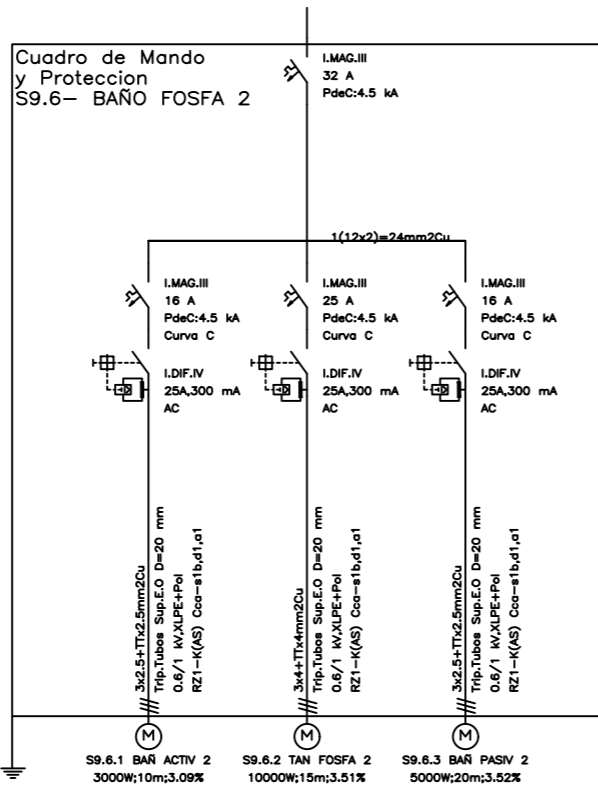 Cuadro de Mando
y Proteccion
S9.6- BAÑO FOSFA 2
I.MAG.III
32 A
PdeC:4.5 kA
1(12x2)=24mm2Cu
I.MAG.III
16 A
PdeC:4.5 kA
Curva C
I.DIF.IV
25A,300 mA
AC
3x2.5+TTx2.5mm2Cu
Trip.Tubos Sup.E.O D=20 mm
0.6/1 kV,XLPE+Pol
RZ1-K(AS) Cca-s1b,d1,a1
M
S9.6.1 BAÑ ACTIV 2
3000W;10m;3.09%
I.MAG.III
25 A
PdeC:4.5 kA
Curva C
I.DIF.IV
25A,300 mA
AC
3x4+TTx4mm2Cu
Trip.Tubos Sup.E.O D=20 mm
0.6/1 kV,XLPE+Pol
RZ1-K(AS) Cca-s1b,d1,a1
M
S9.6.2 TAN FOSFA 2
10000W;15m;3.51%
I.MAG.III
16 A
PdeC:4.5 kA
Curva C
I.DIF.IV
25A,300 mA
AC
3x2.5+TTx2.5mm2Cu
Trip.Tubos Sup.E.O D=20 mm
0.6/1 kV,XLPE+Pol
RZ1-K(AS) Cca-s1b,d1,a1
M
S9.6.3 BAÑ PASIV 2
5000W;20m;3.52%